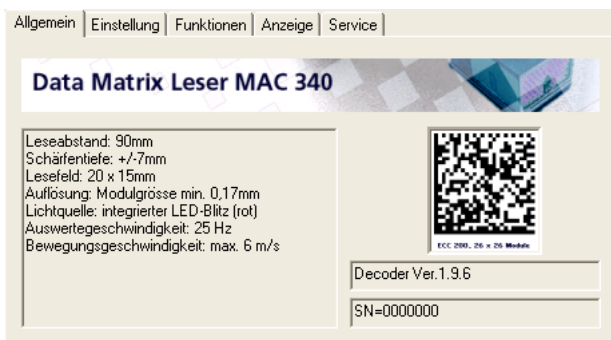 Allgemein Einstellung Funktionen Anzeige Service
Data Matrix Leser MAC 340
Leseabstand: 90mm
Schärfentiefe: +/-7mm
Lesefeld: 20 x 15mm
Auflösung: Modulgrösse min. 0,17mm
Lichtquelle: integrierter LED-Blitz (rot)
Auswertegeschwindigkeit: 25 Hz
Bewegungsgeschwindigkeit: max. 6 m/s
ECC 200, 26 x 26 Module
Decoder Ver.1.9.6
SN=0000000